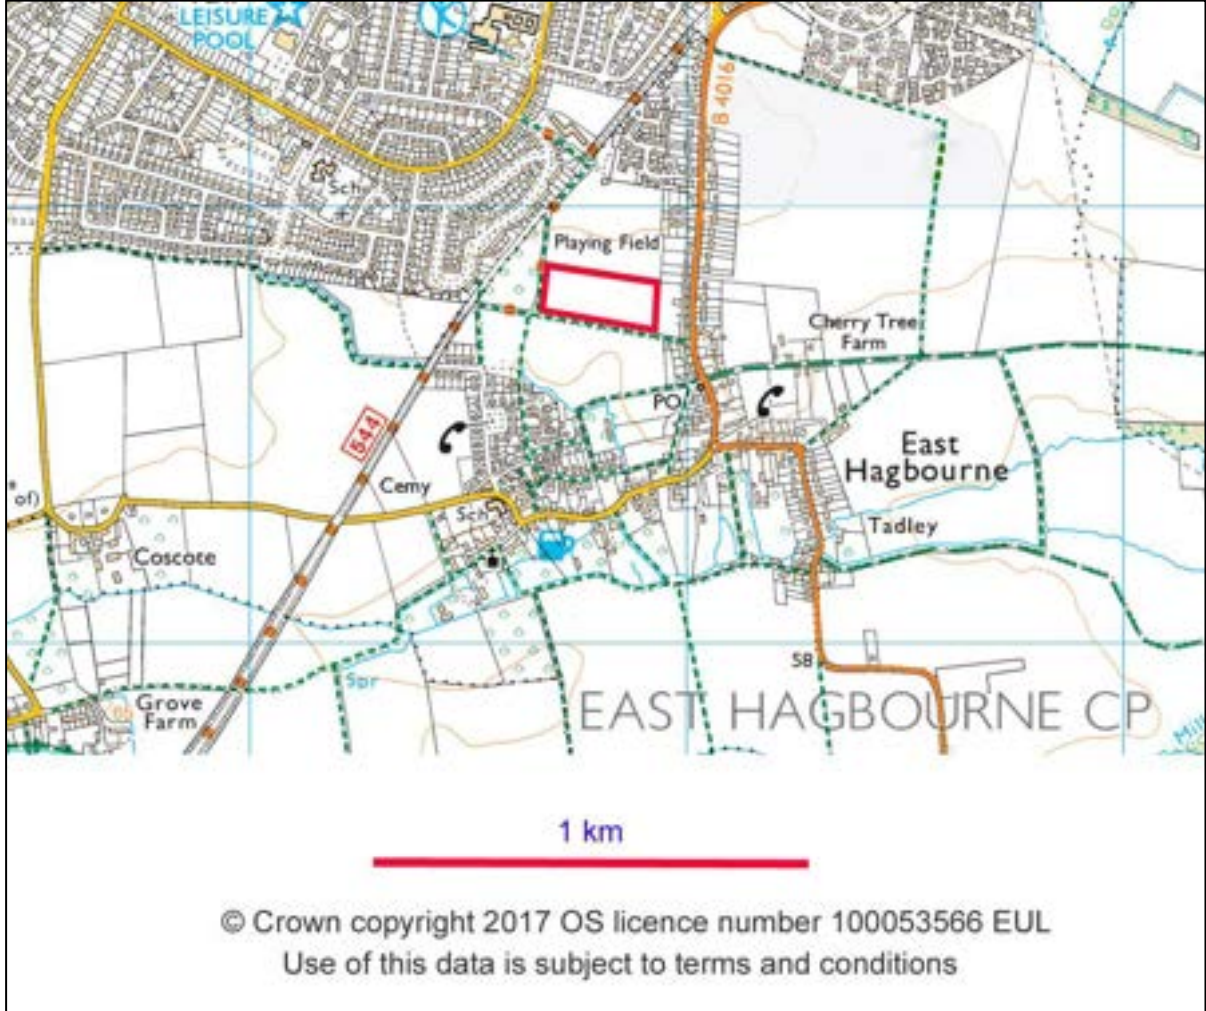 LEISURE
POOL
B 4016
Sch
Playing Field
Cherry Tree
Farm
PO
544
East
Hagbourne
Cemy
of)
Sch
Tadley
Coscote
58
Spr
Grove
Farm
EAST HAGBOURNE CP
Mill
1 km
© Crown copyright 2017 OS licence number 100053566 EUL
Use of this data is subject to terms and conditions